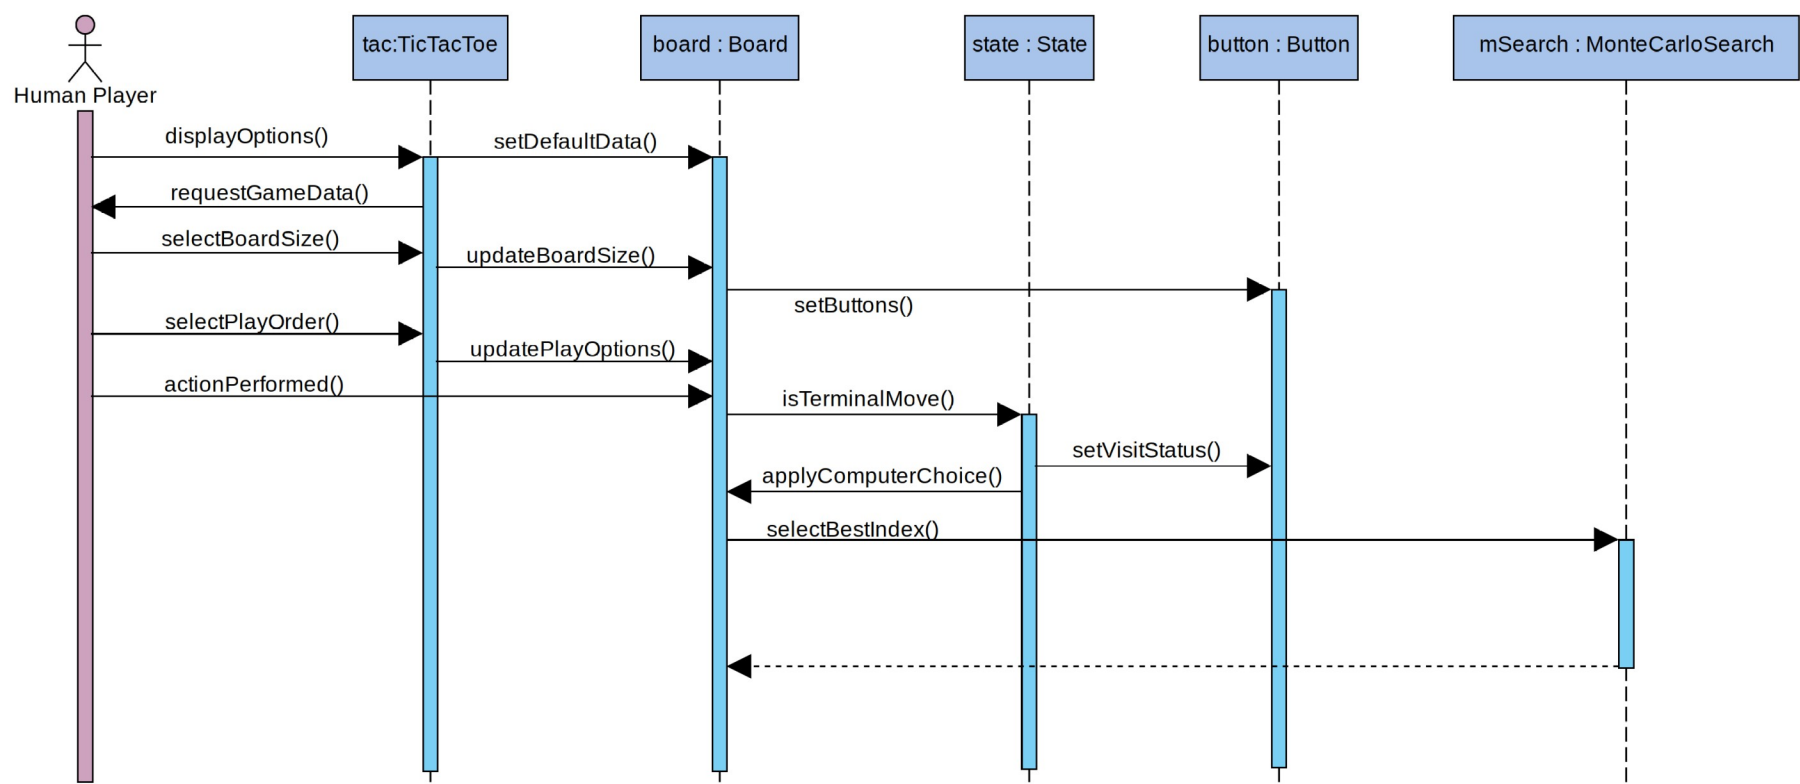 tac:TicTacToe
board : Board
state : State
button : Button
mSearch : MonteCarloSearch
Human Player
displayOptions()
setDefaultData()
requestGameData()
selectBoardSize()
updateBoardSize()
setButtons()
selectPlayOrder()
updatePlayOptions()
actionPerformed()
isTerminalMove()
setVisitStatus()
applyComputerChoice()
selectBestIndex()